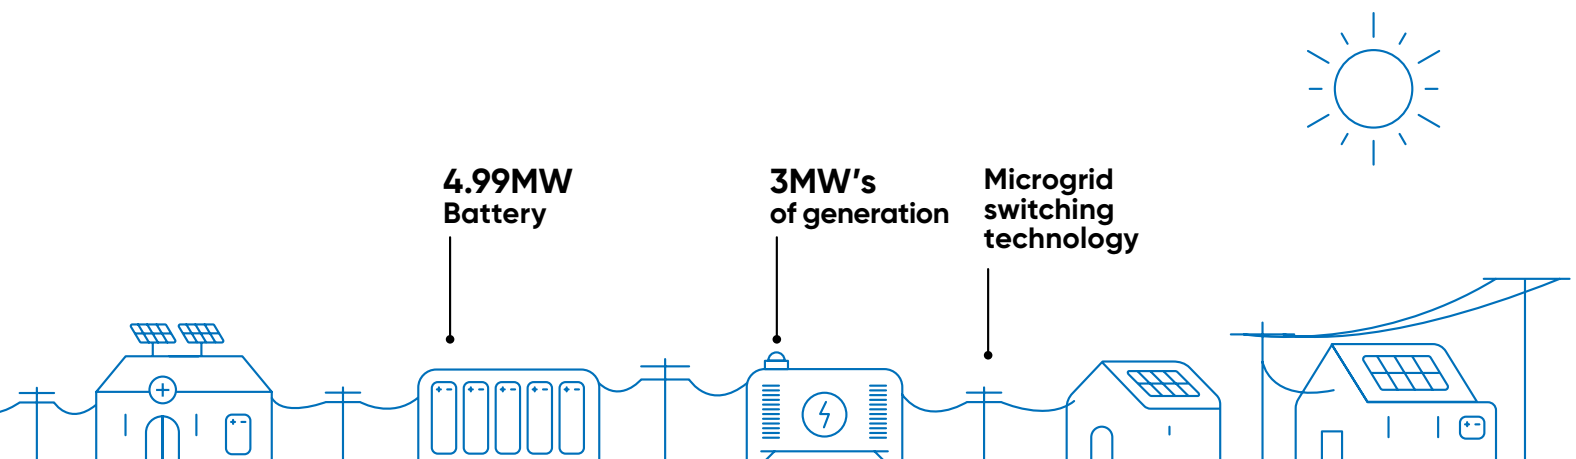 4.99MW
Battery
3MW’s
of generation
Microgrid
switching
technology